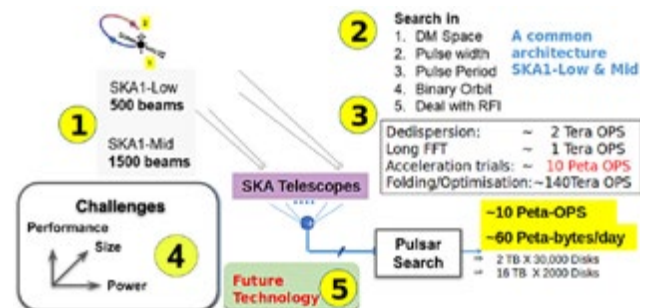 1
SKA1-Low
500 beams
SKA1-Mid
1500 beams
2
Search in
1. DM Space
2. Pulse width
3. Pulse Period
4. Binary Orbit
5. Deal with RFI
A common
architecture
SKA1-Low & Mid
3
Dedispersion: ~ 2 Tera OPS
Long FFT ~ 1 Tera OPS
Acceleration trials: ~ 10 Peta OPS
Folding/Optimisation:~140Tera OPS
SKA Telescopes
Challenges
Performance
Size
Power
4
Future
Technology
5
Pulsar
Search
~10 Peta-OPS
~60 Peta-bytes/day
2 TB X 30,000 Disks
16 TB X 2000 Disks